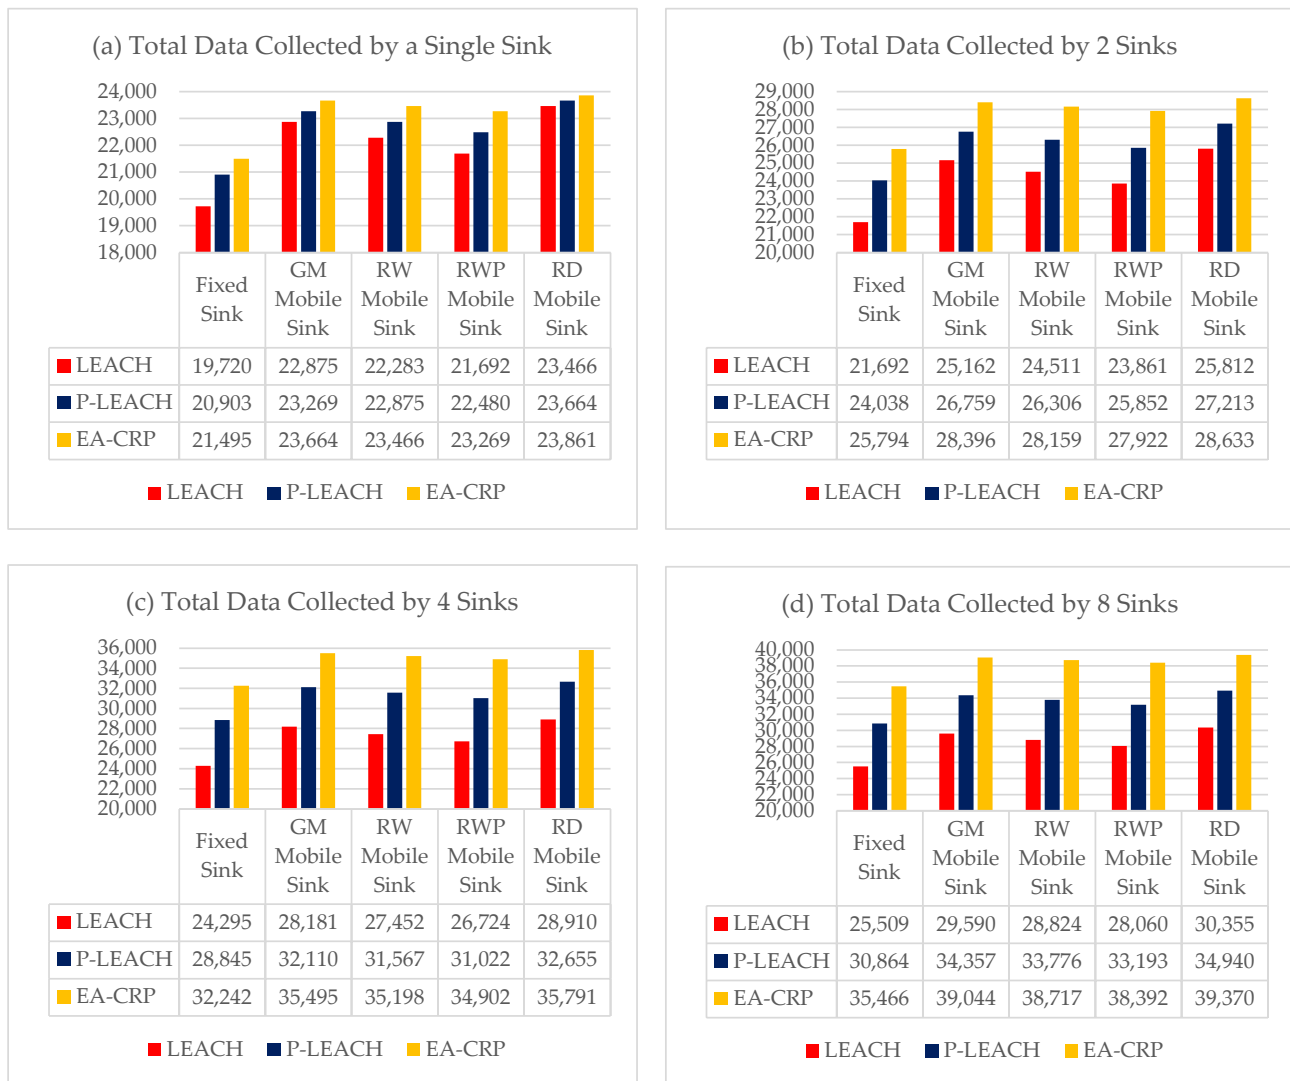 (a) Total Data Collected by a Single Sink
24,000
23,000
22,000
21,000
20,000
19,000
18,000
Fixed Sink
GM Mobile Sink
RW Mobile Sink
RWP Mobile Sink
RD Mobile Sink
LEACH 19,720 22,875 22,283 21,692 23,466
P-LEACH 20,903 23,269 22,875 22,480 23,664
EA-CRP 21,495 23,664 23,466 23,269 23,861
LEACH P-LEACH EA-CRP
(b) Total Data Collected by 2 Sinks
29,000
28,000
27,000
26,000
25,000
24,000
23,000
22,000
21,000
20,000
Fixed Sink
GM Mobile Sink
RW Mobile Sink
RWP Mobile Sink
RD Mobile Sink
LEACH 21,692 25,162 24,511 23,861 25,812
P-LEACH 24,038 26,759 26,306 25,852 27,213
EA-CRP 25,794 28,396 28,159 27,922 28,633
LEACH P-LEACH EA-CRP
(c) Total Data Collected by 4 Sinks
36,000
34,000
32,000
30,000
28,000
26,000
24,000
22,000
20,000
Fixed Sink
GM Mobile Sink
RW Mobile Sink
RWP Mobile Sink
RD Mobile Sink
LEACH 24,295 28,181 27,452 26,724 28,910
P-LEACH 28,845 32,110 31,567 31,022 32,655
EA-CRP 32,242 35,495 35,198 34,902 35,791
LEACH P-LEACH EA-CRP
(d) Total Data Collected by 8 Sinks
40,000
38,000
36,000
34,000
32,000
30,000
28,000
26,000
24,000
22,000
20,000
Fixed Sink
GM Mobile Sink
RW Mobile Sink
RWP Mobile Sink
RD Mobile Sink
LEACH 25,509 29,590 28,824 28,060 30,355
P-LEACH 30,864 34,357 33,776 33,193 34,940
EA-CRP 35,466 39,044 38,717 38,392 39,370
LEACH P-LEACH EA-CRP